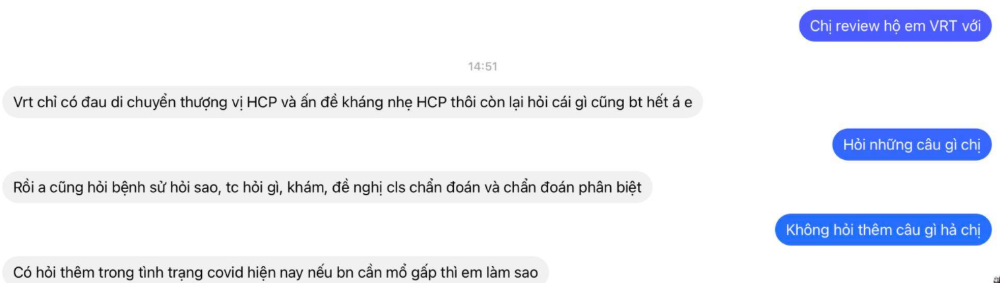 Chị review hộ em VRT với
14:51
Vrt chỉ có đau di chuyển thượng vị HCP và ấn đề kháng nhẹ HCP thôi còn lại hỏi cái gì cũng bt hết á e
Hỏi những câu gì chị
Rồi a cũng hỏi bệnh sử hỏi sao, tc hỏi gì, khám, đề nghị cls chẩn đoán và chẩn đoán phân biệt
Không hỏi thêm câu gì hả chị
Có hỏi thêm trong tình trạng covid hiện nay nếu bn cần mổ gấp thì em làm sao